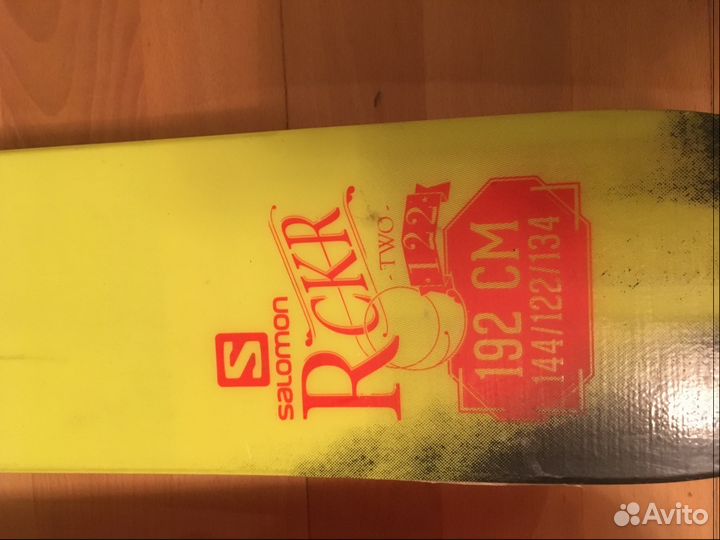 S
SALOMON
RCKR
- TWO -
122
192 CM
144/122/134
Avito